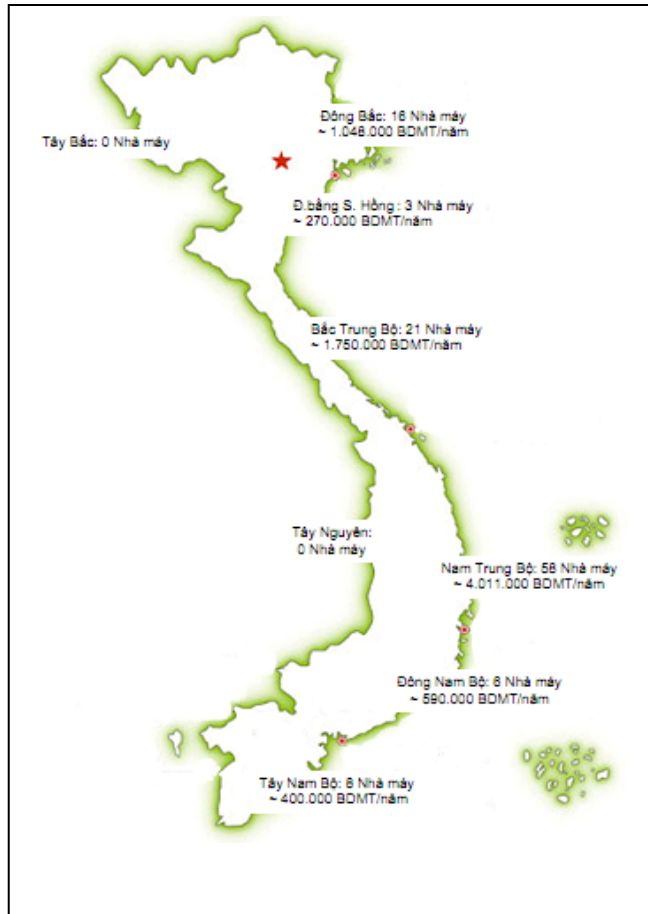 Đông Bắc: 16 Nhà máy
~ 1.048.000 BDMT/năm
Tây Bắc: 0 Nhà máy
Đ.bằng S. Hồng : 3 Nhà máy
~ 270.000 BDMT/năm
Bắc Trung Bộ: 21 Nhà máy
~ 1.750.000 BDMT/năm
Tây Nguyên:
0 Nhà máy
Nam Trung Bộ: 58 Nhà máy
~ 4.011.000 BDMT/năm
Đông Nam Bộ: 6 Nhà máy
~ 590.000 BDMT/năm
Tây Nam Bộ: 8 Nhà máy
~ 400.000 BDMT/năm